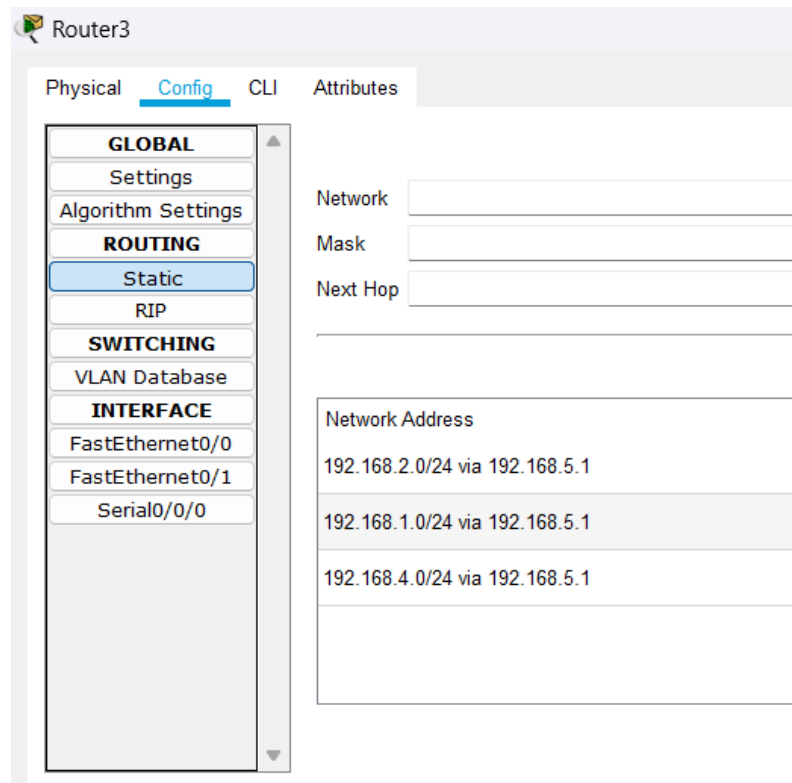 Router3
Physical Config CLI Attributes
GLOBAL
Settings
Algorithm Settings
ROUTING
Static
RIP
SWITCHING
VLAN Database
INTERFACE
FastEthernet0/0
FastEthernet0/1
Serial0/0/0
Network
Mask
Next Hop
Network Address
192.168.2.0/24 via 192.168.5.1
192.168.1.0/24 via 192.168.5.1
192.168.4.0/24 via 192.168.5.1